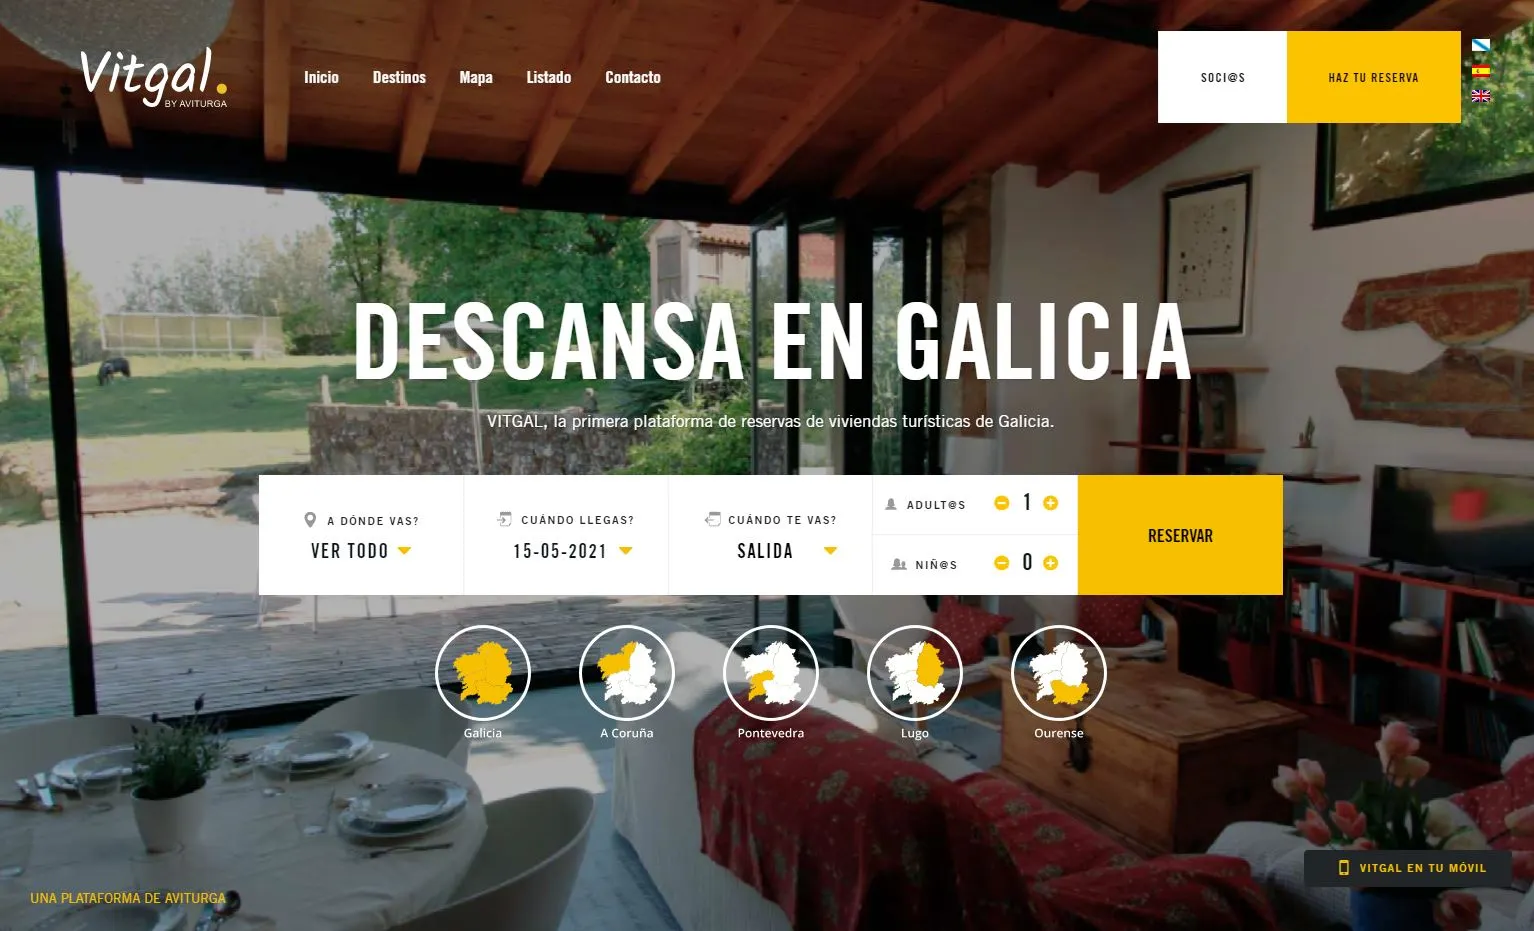 Vitgal.
BY AVITURGA
Inicio
Destinos
Mapa
Listado
Contacto
SOCI@S
HAZ TU RESERVA
DESCANSA EN GALICIA
VITGAL, la primera plataforma de reservas de viviendas turísticas de Galicia.
A DÓNDE VAS?
VER TODO
CUÁNDO LLEGAS?
15-05-2021
CUÁNDO TE VAS?
SALIDA
ADULT@S
1
NIÑ@S
0
RESERVAR
Galicia
A Coruña
Pontevedra
Lugo
Ourense
VITGAL EN TU MÓVIL
UNA PLATAFORMA DE AVITURGA